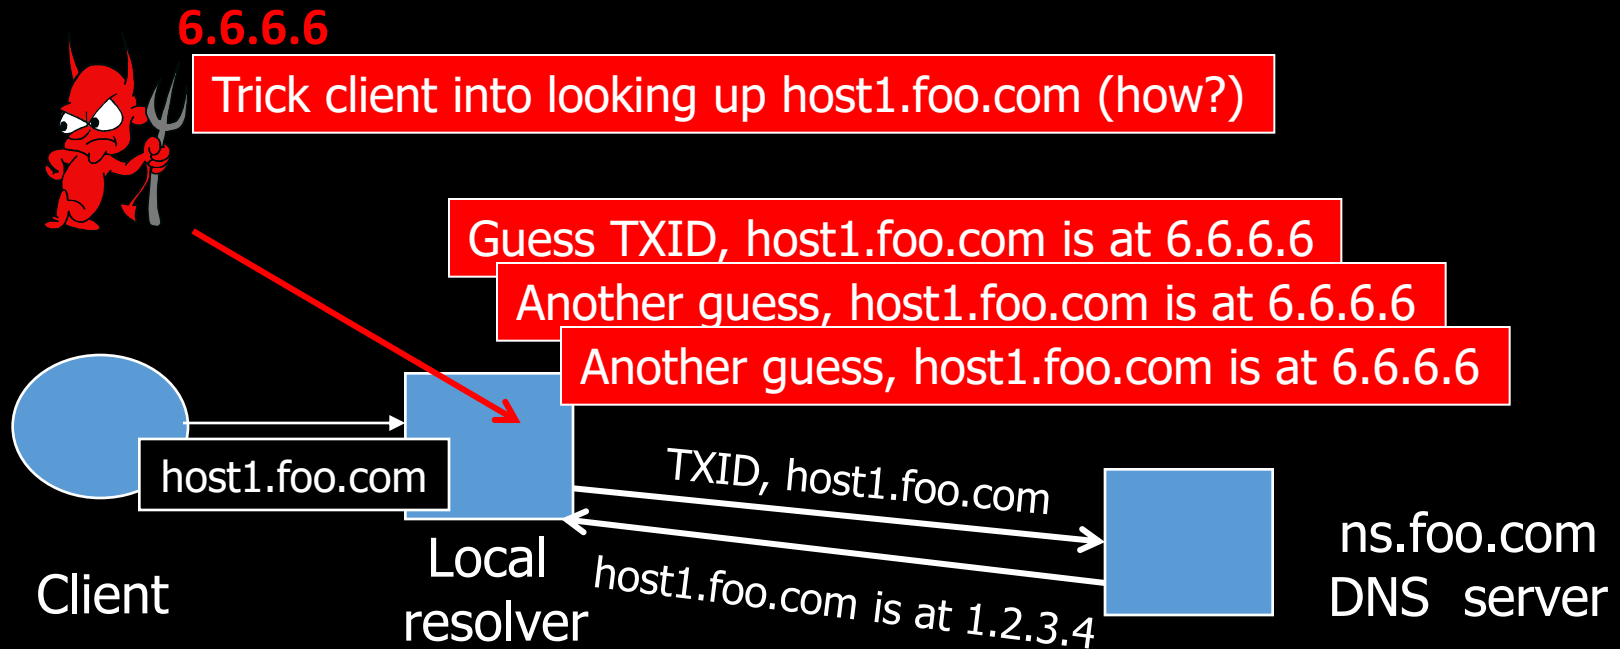 6.6.6.6
Trick client into looking up host1.foo.com (how?)
Guess TXID, host1.foo.com is at 6.6.6.6
Another guess, host1.foo.com is at 6.6.6.6
Another guess, host1.foo.com is at 6.6.6.6
host1.foo.com
TXID, host1.foo.com
host1.foo.com is at 1.2.3.4
Client
Local
resolver
ns.foo.com
DNS server